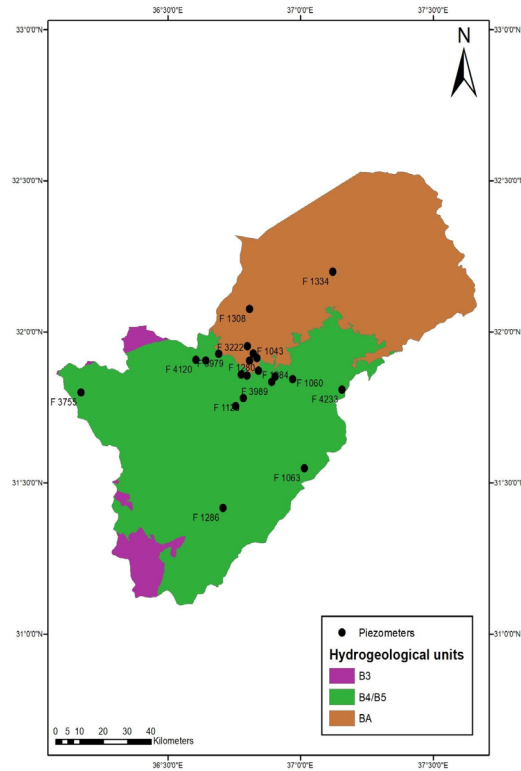 36°30'0"E
37°0'0"E
37°30'0"E
33°0'0"N
33°0'0"N
N
32°30'0"N
32°30'0"N
F 1334
F 1308
32°0'0"N
32°0'0"N
F 3222
F 1043
F 4120
F 1280
F 1060
F 3755
F 3989
F 4233
31°30'0"N
31°30'0"N
F 1063
F 1286
31°0'0"N
31°0'0"N
Piezometers
Hydrogeological units
B3
B4/B5
BA
0 5 10 20 30 40
Kilometers
36°30'0"E
37°0'0"E
37°30'0"E